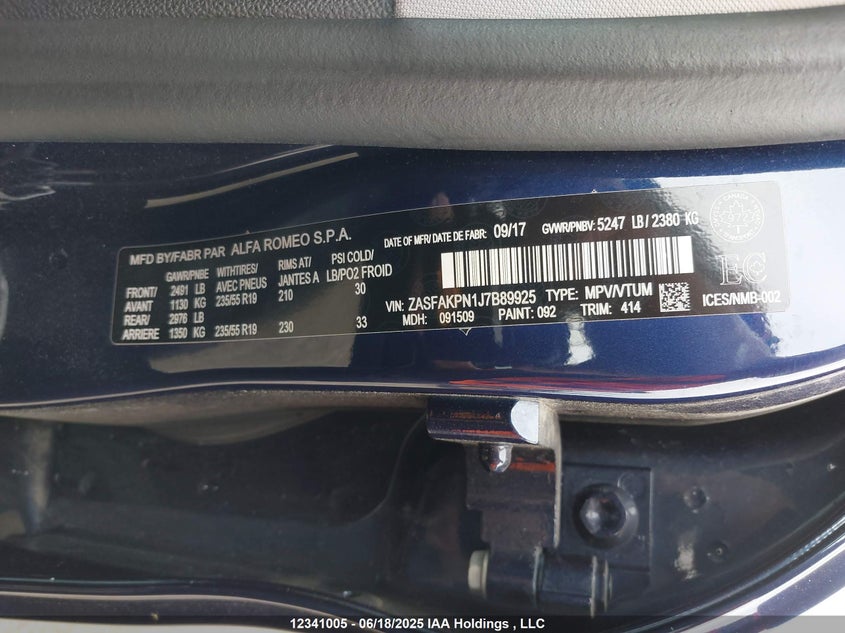 MFD BY/FABR PAR ALFA ROMEO S.P.A.
DATE OF MFR/DATE DE FABR: 09/17 GVWR/PNBV: 5247 LB/ 2380 KG
GAWR/PNBE WITHTIRES/ RIMS AT/ PSI COLD/
AVEC PNEUS JANTES A LB/PO2 FROID
FRONT/ 2491 LB 210 30
AVANT 1130 KG 235/55 R19
REAR/ 2976 LB
ARRIERE 1350 KG 235/55 R19 230 33
VIN: ZASFAKPN1J7B89925 TYPE: MPV/VTUM
MDH: 091509 PAINT: 092 TRIM: 414
CANADA
EC
ICES/NMB-002
12341005 - 06/18/2025 IAA Holdings , LLC